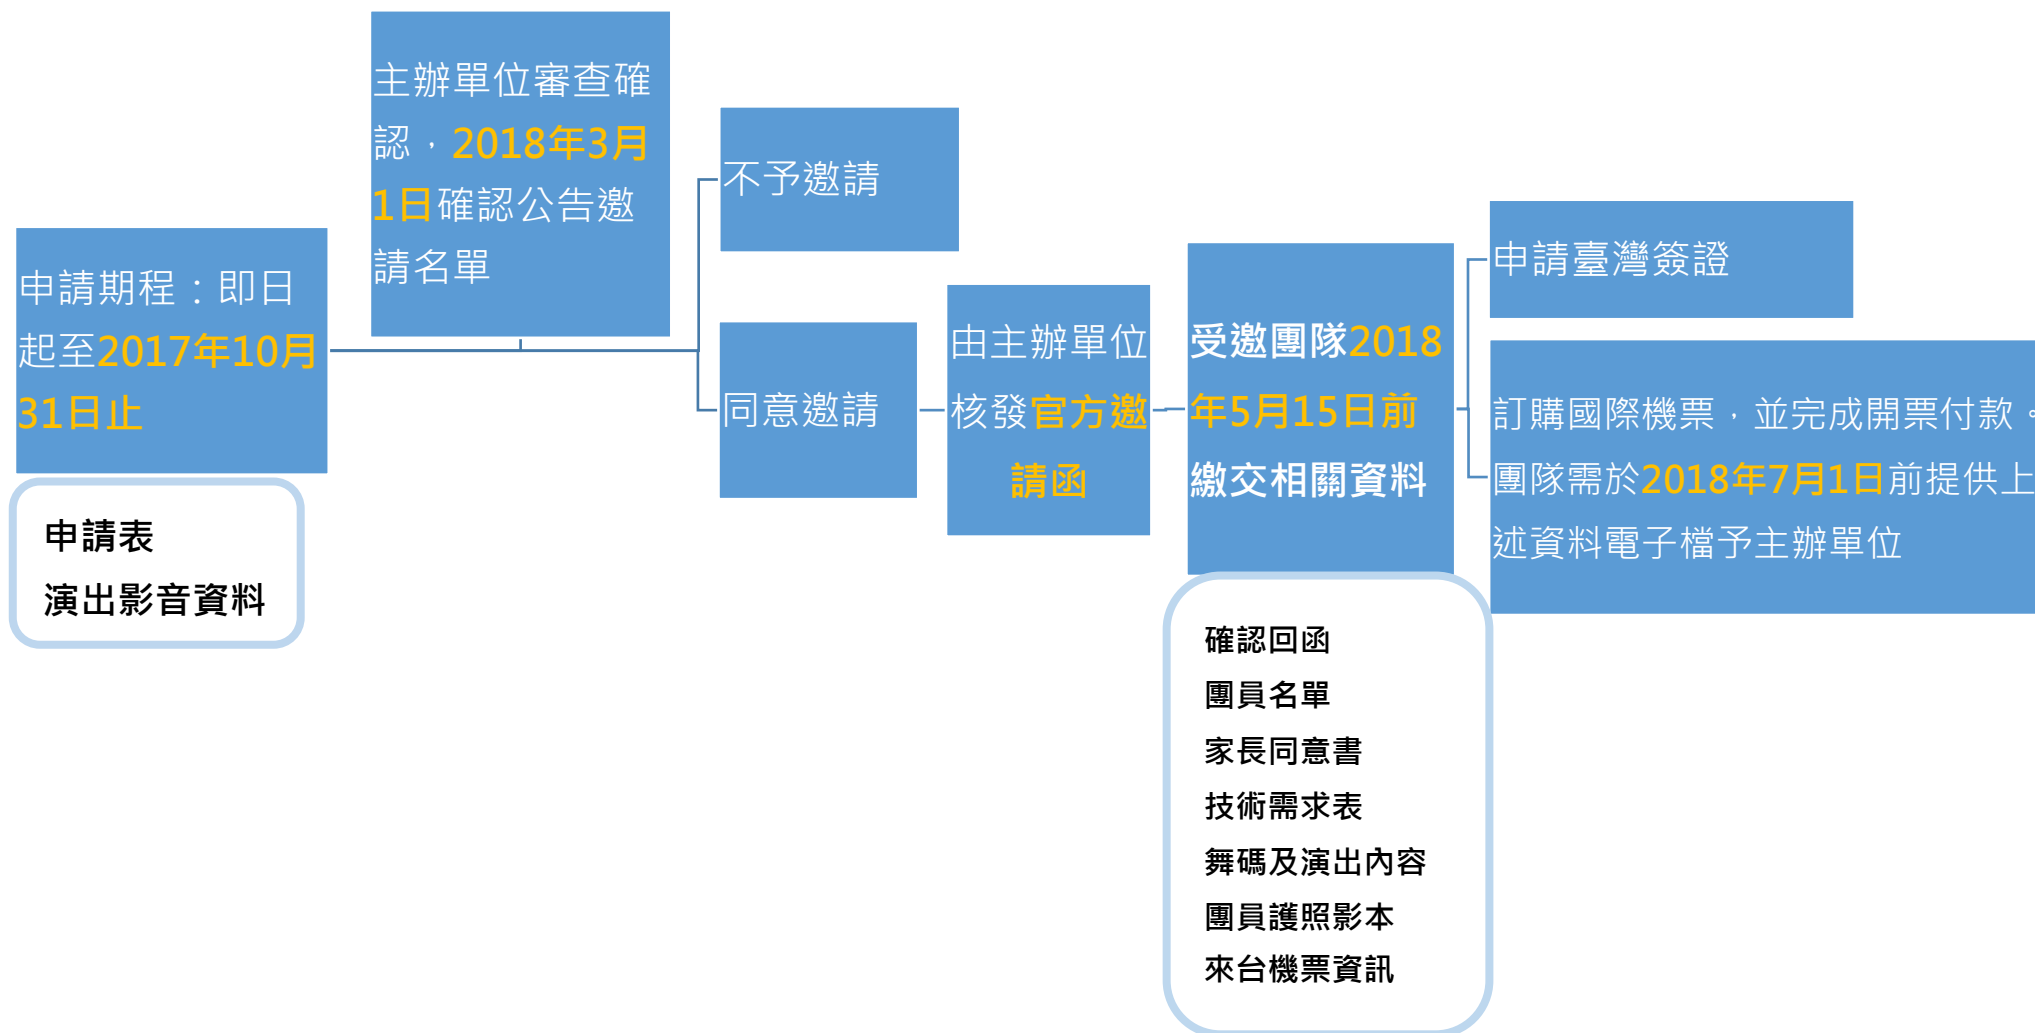 申請期程：即日
起至2017年10月
31日止
申請表
演出影音資料
主辦單位審查確
認，2018年3月
1日確認公告邀
請名單
不予邀請
同意邀請
由主辦單位
核發官方邀
請函
受邀團隊2018
年5月15日前
繳交相關資料
確認回函
團員名單
家長同意書
技術需求表
舞碼及演出內容
團員護照影本
來台機票資訊
申請臺灣簽證
訂購國際機票，並完成開票付款。
團隊需於2018年7月1日前提供上
述資料電子檔予主辦單位